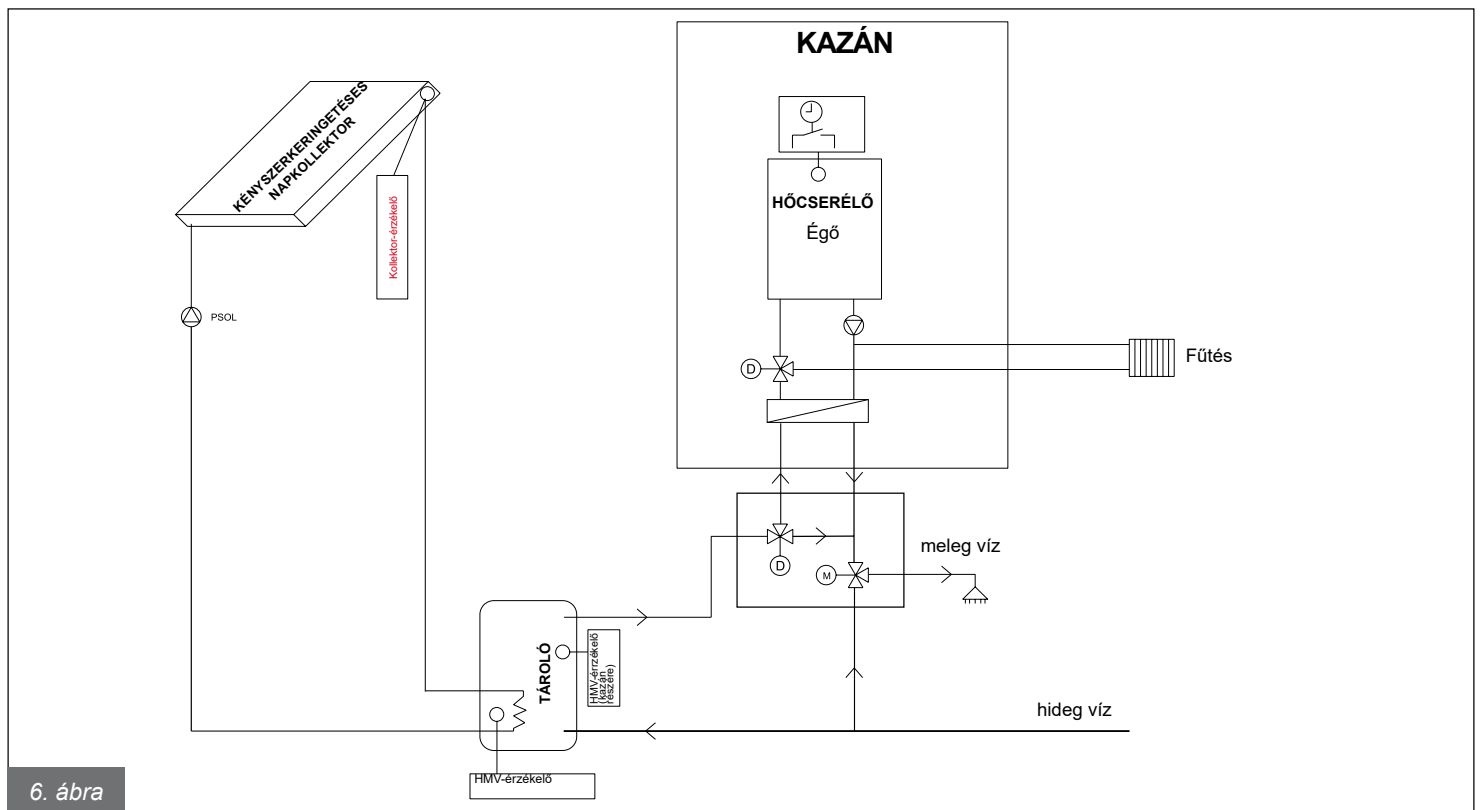 KAZÁN
KÉNYSZERKERINGETÉSES
NAPKOLLEKTOR
Kollektor-érzékelő
HŐCSERÉLŐ
Égő
PSOL
D
Fűtés
D
meleg víz
M
TÁROLÓ
HMV-érrzékelő
(kazán
részére)
hideg víz
HMV-érzékelő
6. ábra